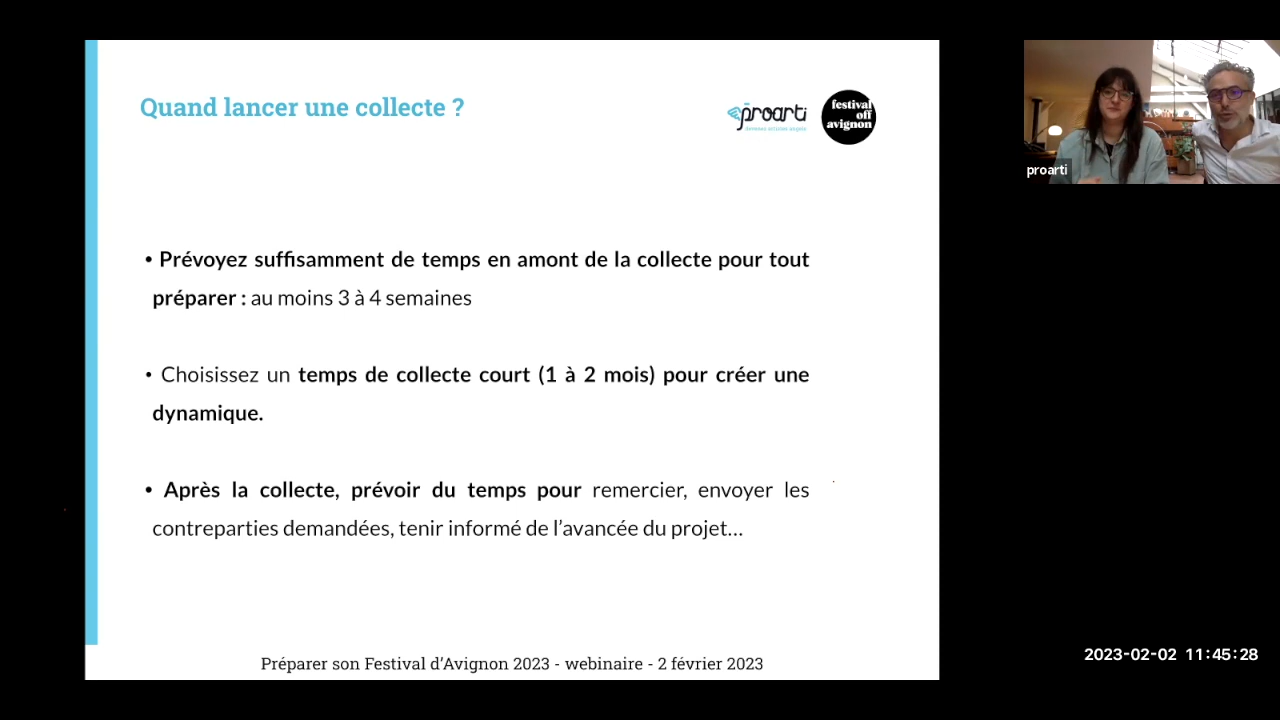 Quand lancer une collecte ?
proarti
festival
off
avignon
proarti
• Prévoyez suffisamment de temps en amont de la collecte pour tout
préparer : au moins 3 à 4 semaines
• Choisissez un temps de collecte court (1 à 2 mois) pour créer une
dynamique.
• Après la collecte, prévoir du temps pour remercier, envoyer les
contreparties demandées, tenir informé de l’avancée du projet...
Préparer son Festival d’Avignon 2023 - webinaire - 2 février 2023
2023-02-02 11:45:28